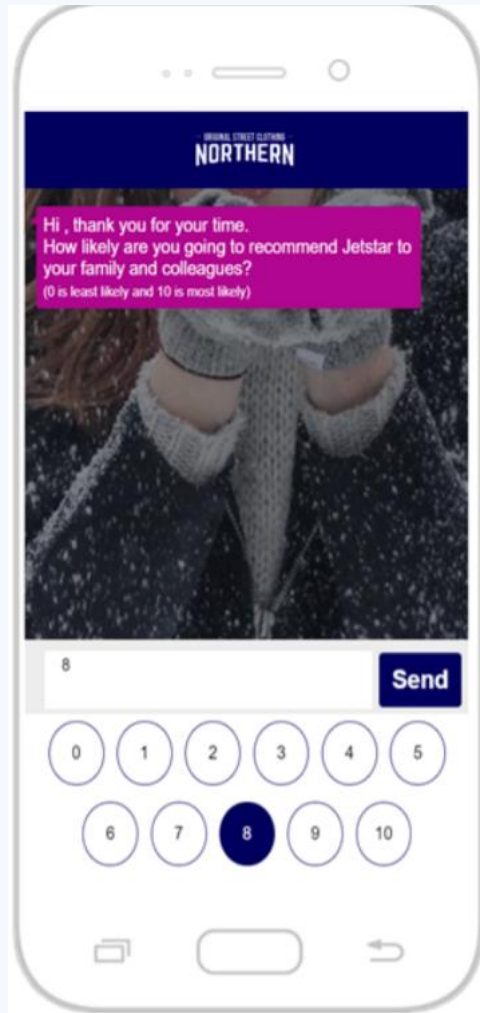 ORIGINAL STREET CLOTHING
NORTHERN
Hi , thank you for your time.
How likely are you going to recommend Jetstar to
your family and colleagues?
(0 is least likely and 10 is most likely)
8
Send
0 1 2 3 4 5
6 7 8 9 10